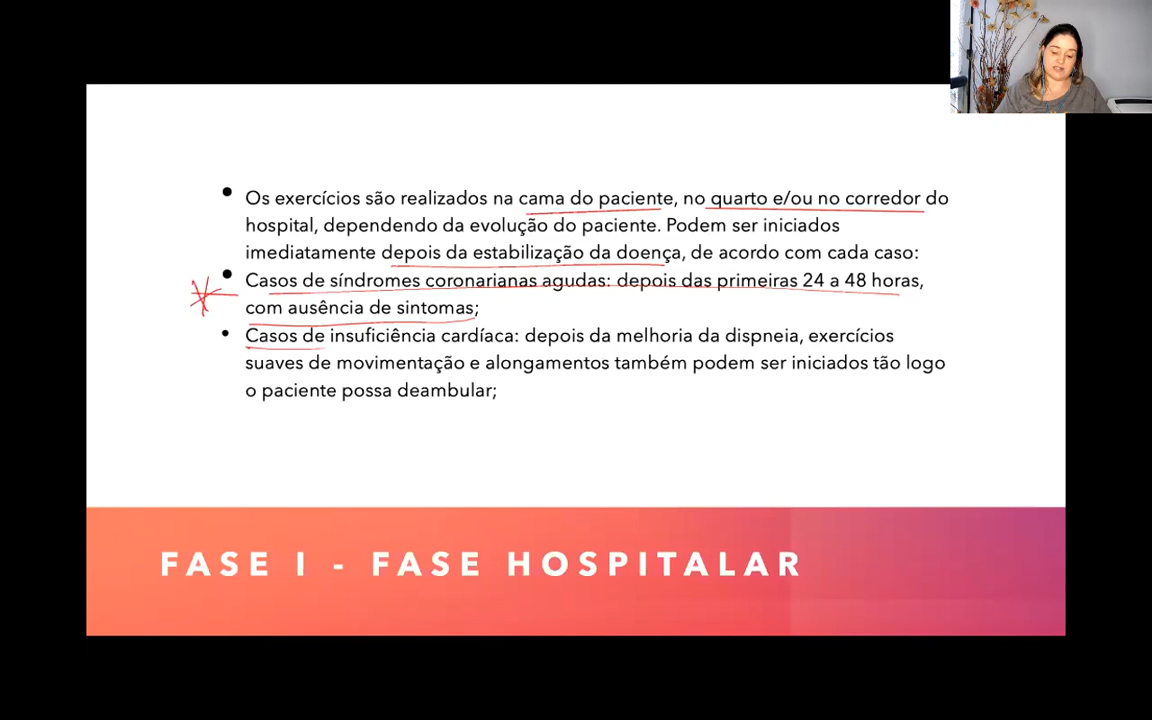 Os exercícios são realizados na cama do paciente, no quarto e/ou no corredor do
hospital, dependendo da evolução do paciente. Podem ser iniciados
imediatamente depois da estabilização da doença, de acordo com cada caso:
Casos de síndromes coronarianas agudas: depois das primeiras 24 a 48 horas,
com ausência de sintomas;
Casos de insuficiência cardíaca: depois da melhoria da dispneia, exercícios
suaves de movimentação e alongamentos também podem ser iniciados tão logo
o paciente possa deambular;
FASE I - FASE HOSPITALAR